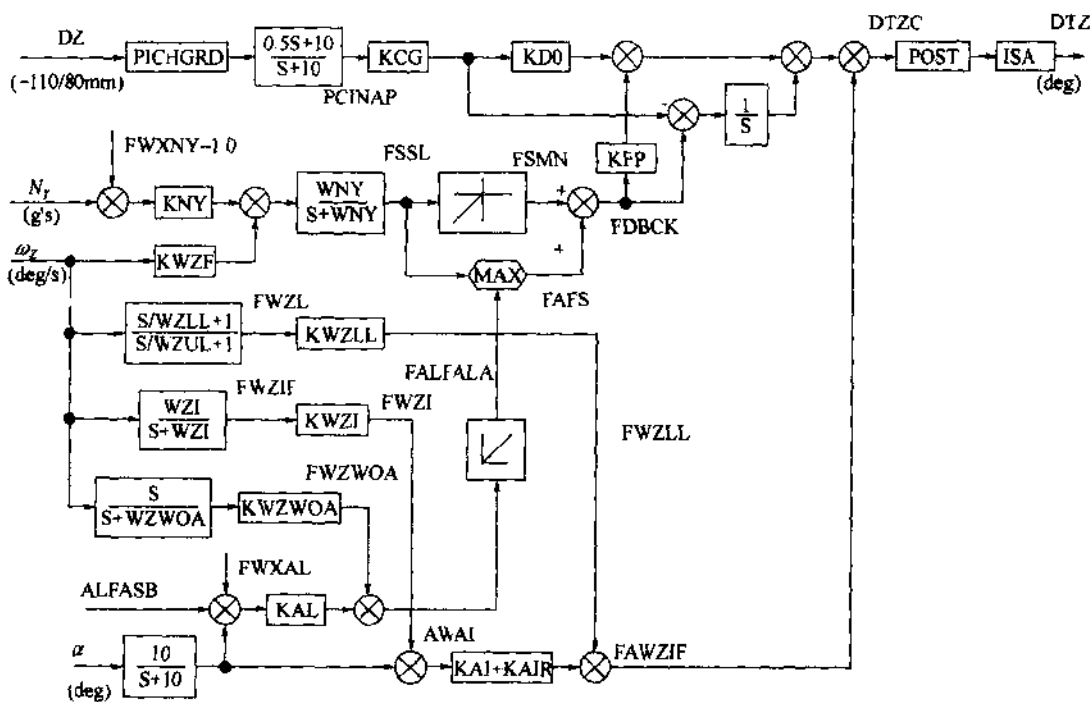 DZ
(-110/80mm)
PICHGRD
0.5S+10
S+10
PCINAP
KCG
KD0
DTZC
POST
ISA
DTZ
(deg)
1
S
FWXNY-1.0
N_Y
(g's)
KNY
WNY
S+WNY
FSSL
FSMN
+
+
KFP
FDBCK
MAX
FAFS
ω_Z
(deg/s)
KWZF
S/WZLL+1
S/WZUL+1
FWZL
KWZLL
FALFALA
WZI
S+WZI
FWZIF
KWZI
FWZI
FWZLL
S
S+WZWOA
FWZWOA
KWZWOA
FWXAL
ALFASB
KAL
α
(deg)
10
S+10
AWAI
KAI+KAIR
FAWZIF